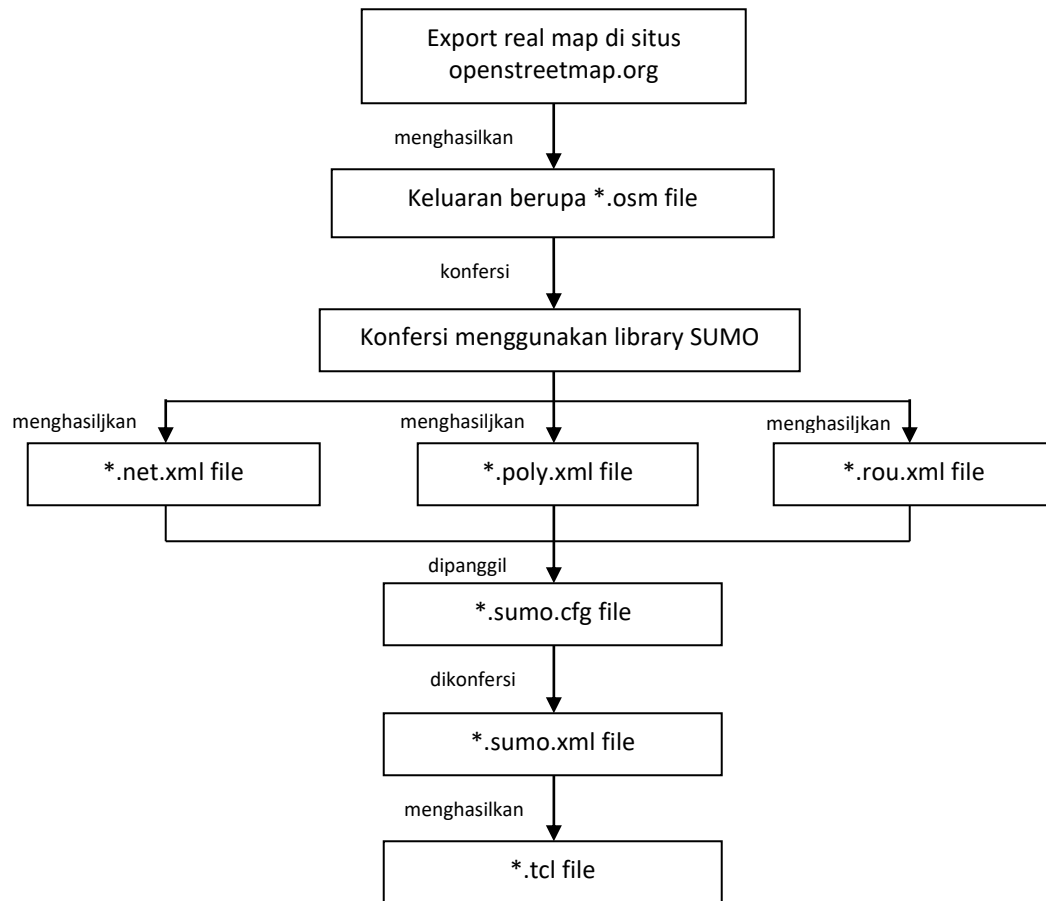 Export real map di situs
openstreetmap.org
menghasilkan
Keluaran berupa *.osm file
konfersi
Konfersi menggunakan library SUMO
menghasiljkan
menghasiljkan
menghasiljkan
*.net.xml file
*.poly.xml file
*.rou.xml file
dipanggil
*.sumo.cfg file
dikonfersi
*.sumo.xml file
menghasilkan
*.tcl file